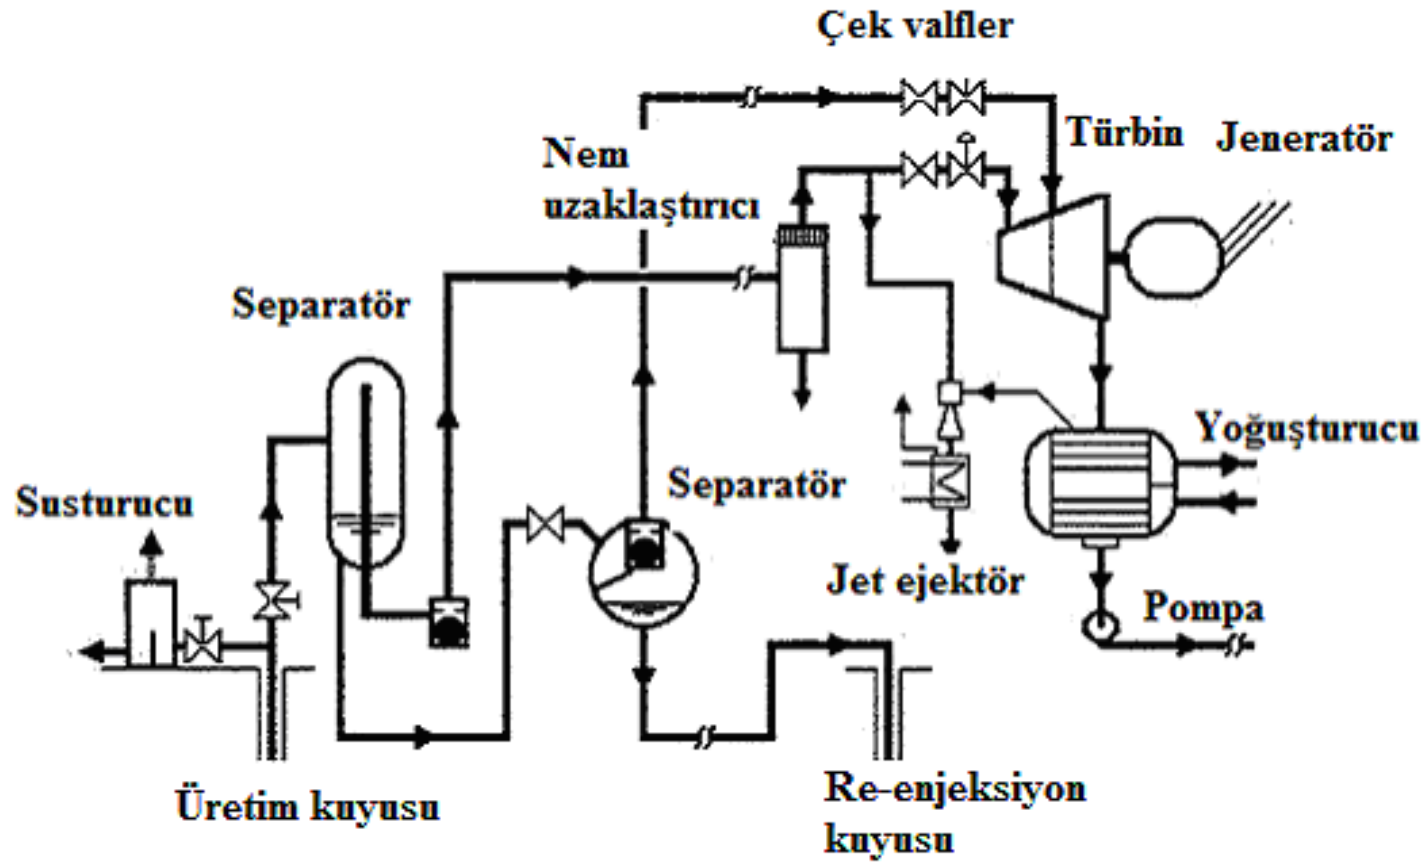 Çek valfler
Türbin
Jeneratör
Nem
uzaklaştırıcı
Separatör
Yoğuşturucu
Separatör
Susturucu
Jet ejektör
Pompa
Üretim kuyusu
Re-enjeksiyon
kuyusu